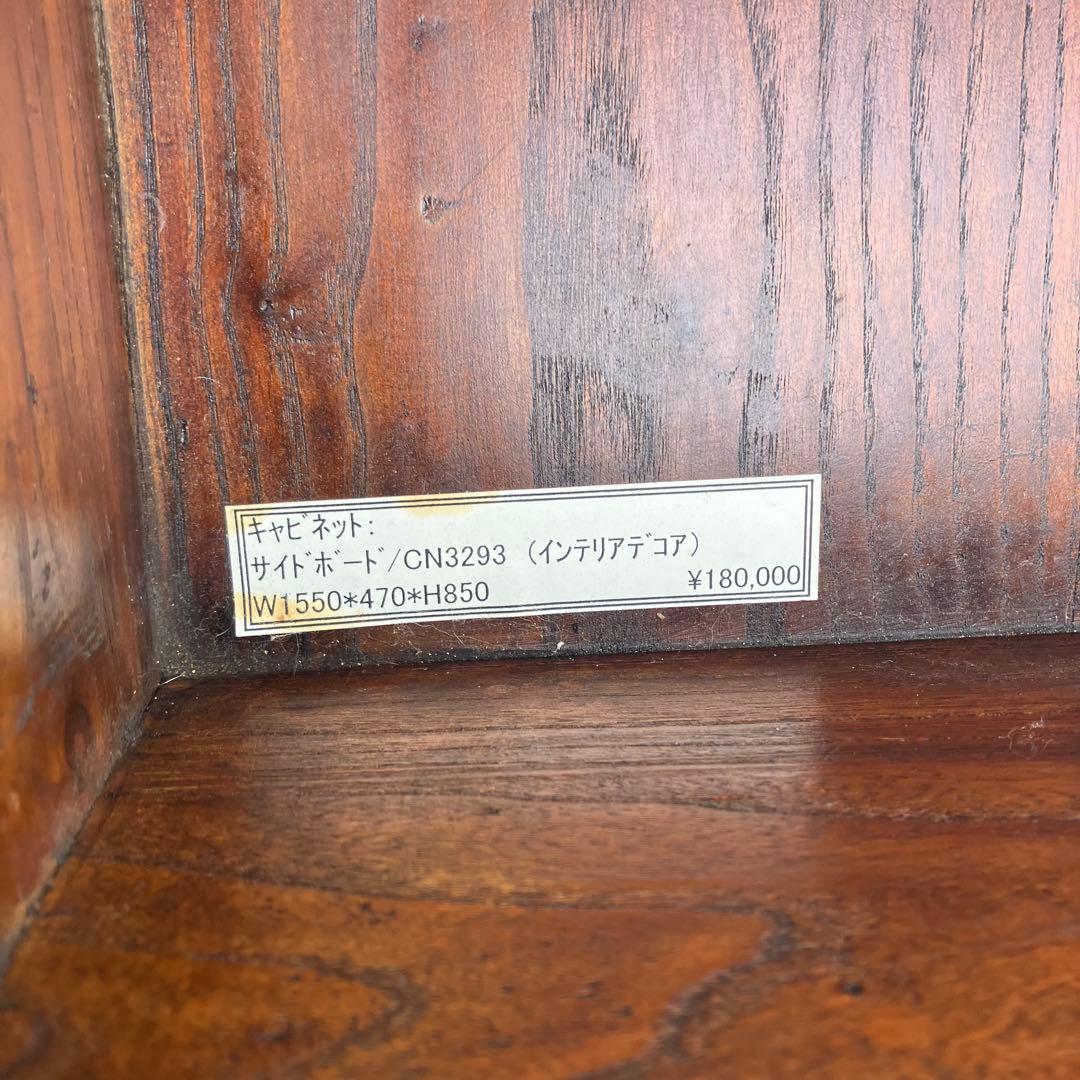 ｷｬﾋﾞﾈｯﾄ:
ｻｲﾄﾞﾎﾞｰﾄﾞ/CN3293 (ｲﾝﾃﾘｱﾃﾞｺｱ)
W1550*470*H850 ¥180,000